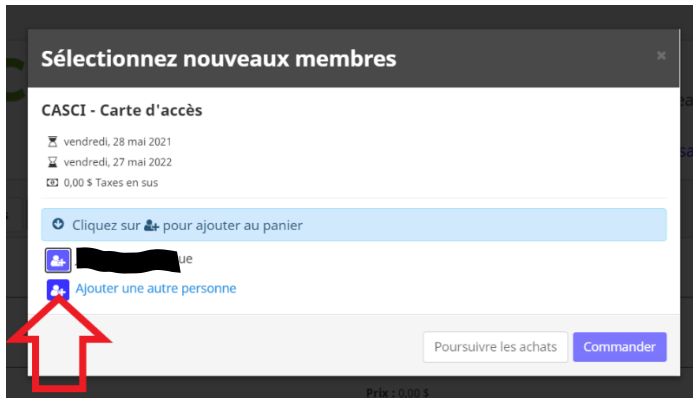 Sélectionnez nouveaux membres
×
CASCI - Carte d'accès
vendredi, 28 mai 2021
vendredi, 27 mai 2022
0,00 $ Taxes en sus
Cliquez sur pour ajouter au panier
Ajouter une autre personne
Poursuivre les achats Commander
Prix : 0,00 $